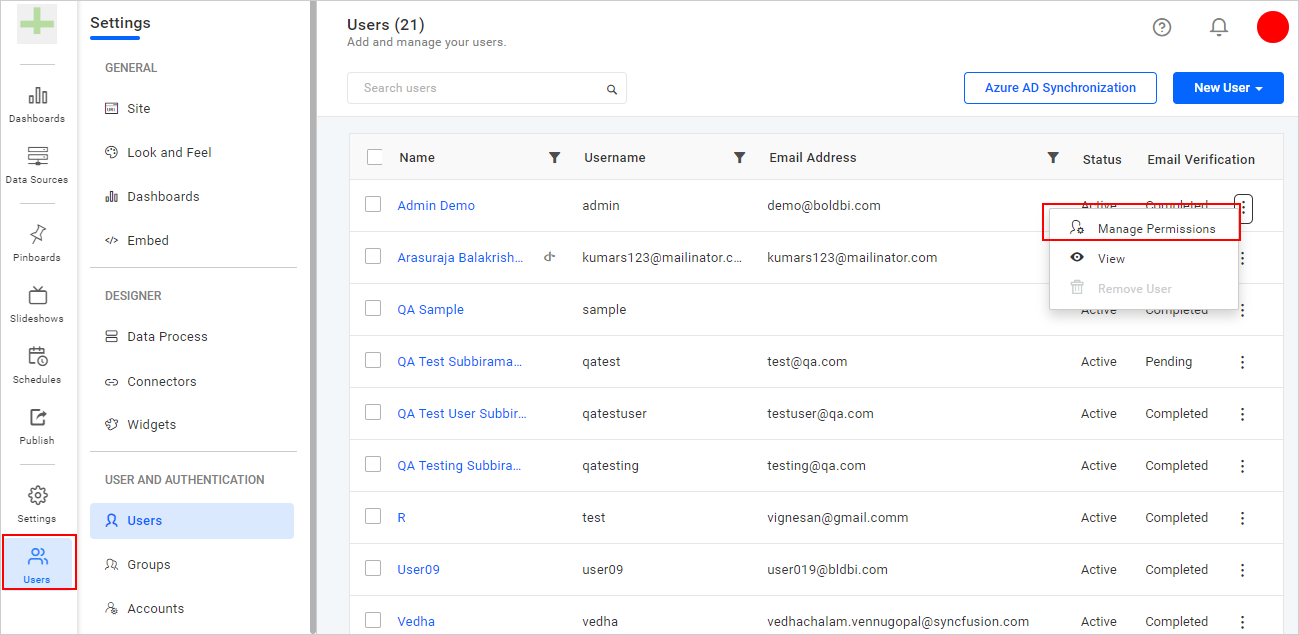 Settings
GENERAL
Site
Look and Feel
Dashboards
Embed
DESIGNER
Data Process
Connectors
Widgets
USER AND AUTHENTICATION
Users
Groups
Accounts
Dashboards
Data Sources
Pinboards
Slideshows
Schedules
Publish
Settings
Users
Users (21)
Add and manage your users.
Search users
Azure AD Synchronization
New User
Name Username Email Address Status Email Verification
Admin Demo admin demo@boldbi.com Active Completed
Arasuraja Balakrish... kumars123@mailinator.c... kumars123@mailinator.com
QA Sample sample Active Completed
Manage Permissions
View
Remove User
QA Test Subbirama... qatest test@qa.com Active Pending
QA Test User Subbir... qatestuser testuser@qa.com Active Completed
QA Testing Subbira... qatesting testing@qa.com Active Completed
R test vignesan@gmail.comm Active Completed
User09 user09 user019@bldbi.com Active Completed
Vedha vedha vedhachalam.vennugopal@syncfusion.com Active Completed